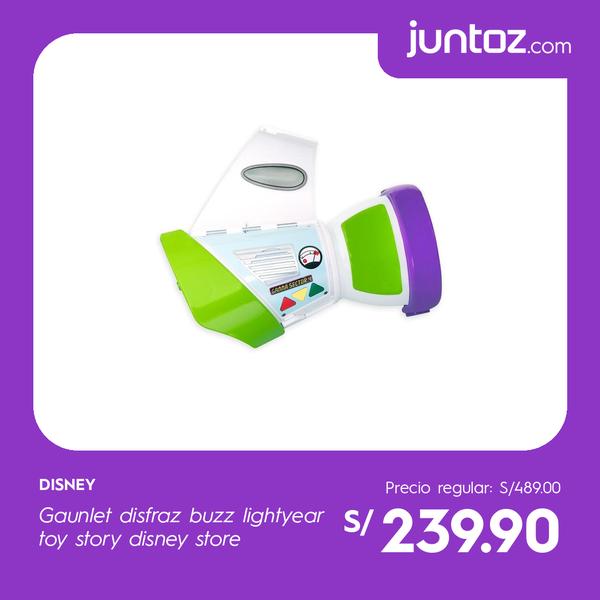 juntoz.com
GAMMA SECTOR 4
DISNEY
Gaunlet disfraz buzz lightyear
toy story disney store
Precio regular: S/489.00
S/ 239.90